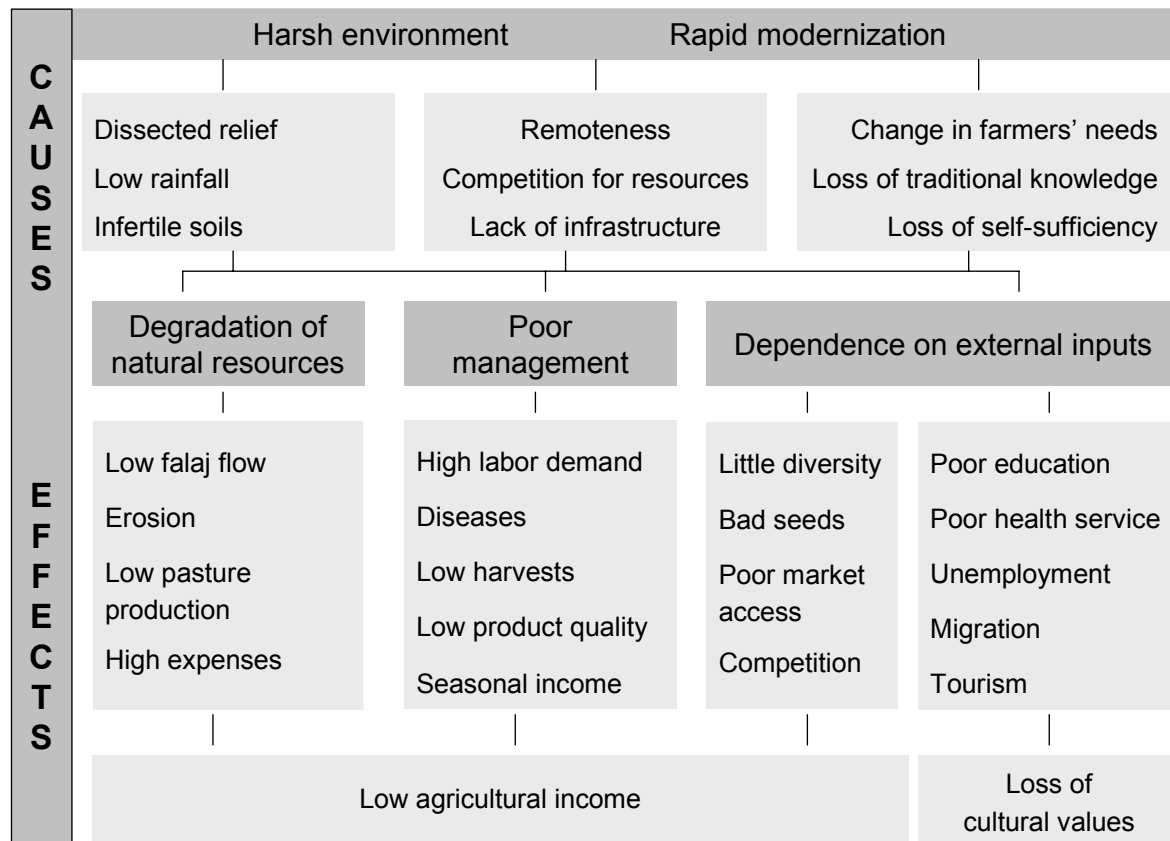 CAUSES
Harsh environment Rapid modernization
Dissected relief
Low rainfall
Infertile soils
Remoteness
Competition for resources
Lack of infrastructure
Change in farmers’ needs
Loss of traditional knowledge
Loss of self-sufficiency
EFFECTS
Degradation of
natural resources
Poor
management
Dependence on external inputs
Low falaj flow
Erosion
Low pasture
production
High expenses
High labor demand
Diseases
Low harvests
Low product quality
Seasonal income
Little diversity
Bad seeds
Poor market
access
Competition
Poor education
Poor health service
Unemployment
Migration
Tourism
Low agricultural income
Loss of
cultural values